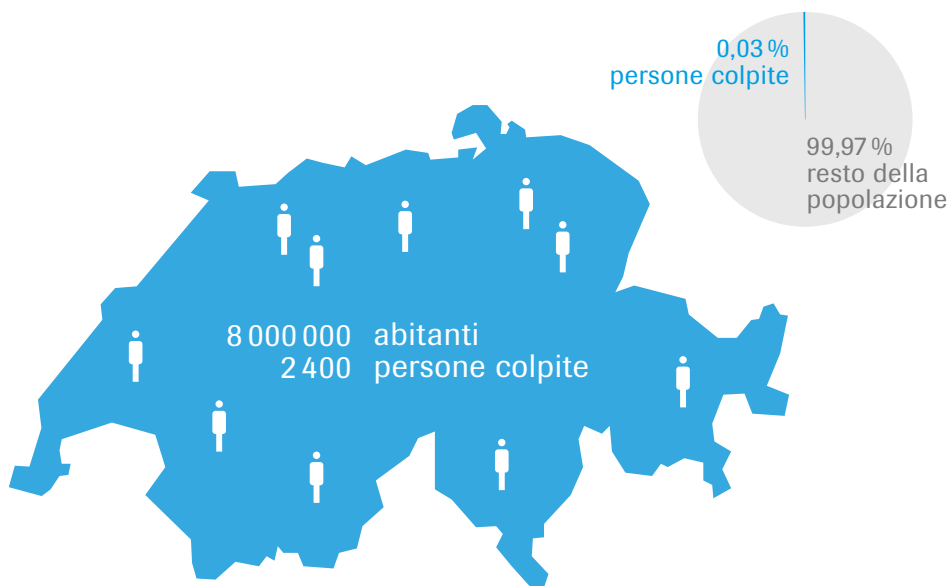 0,03 %
persone colpite
99,97 %
resto della
popolazione
8 000 000 abitanti
2 400 persone colpite